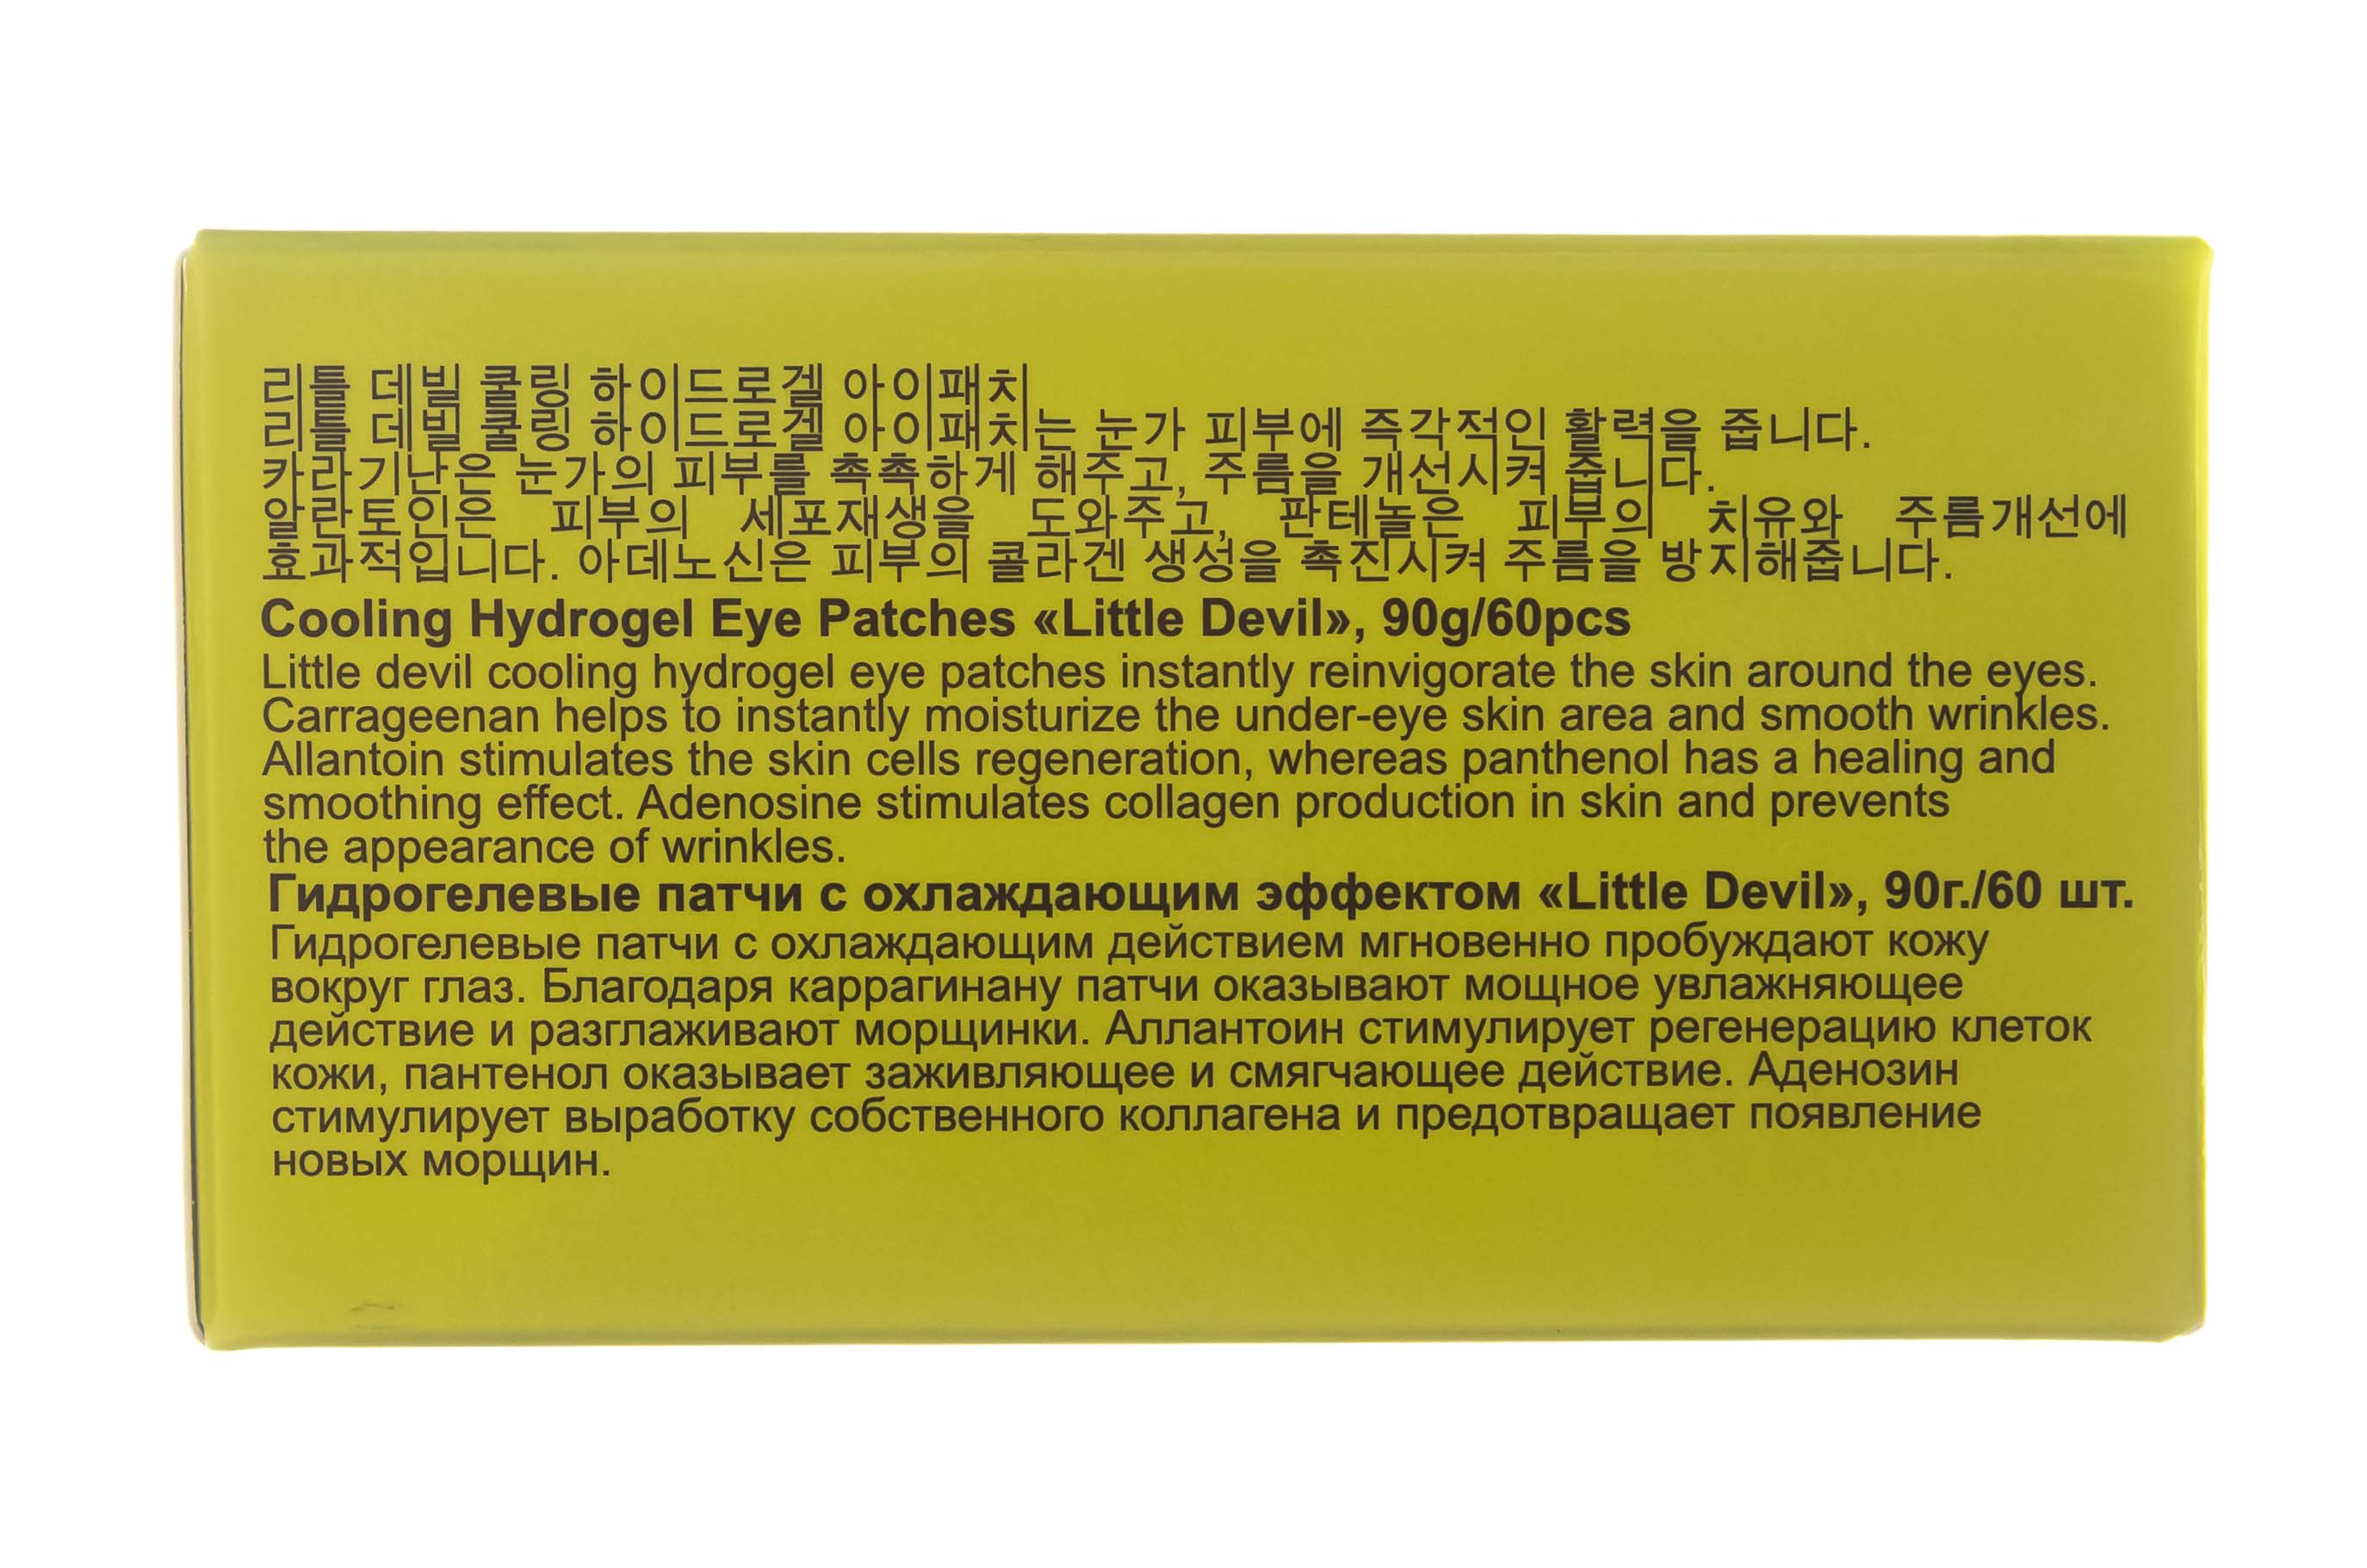 리틀 데빌 쿨링 하이드로겔 아이패치
리틀 데빌 쿨링 하이드로겔 아이패치는 눈가 피부에 즉각적인 활력을 줍니다.
카라기난은 눈가의 피부를 촉촉하게 해주고, 주름을 개선시켜 줍니다.
알란토인은 피부의 세포재생을 도와주고, 판테놀은 피부의 치유와 주름개선에
효과적입니다. 아데노신은 피부의 콜라겐 생성을 촉진시켜 주름을 방지해줍니다.
Cooling Hydrogel Eye Patches «Little Devil», 90g/60pcs
Little devil cooling hydrogel eye patches instantly reinvigorate the skin around the eyes.
Carrageenan helps to instantly moisturize the under-eye skin area and smooth wrinkles.
Allantoin stimulates the skin cells regeneration, whereas panthenol has a healing and
smoothing effect. Adenosine stimulates collagen production in skin and prevents
the appearance of wrinkles.
Гидрогелевые патчи с охлаждающим эффектом «Little Devil», 90г./60 шт.
Гидрогелевые патчи с охлаждающим действием мгновенно пробуждают кожу
вокруг глаз. Благодаря каррагинану патчи оказывают мощное увлажняющее
действие и разглаживают морщинки. Аллантоин стимулирует регенерацию клеток
кожи, пантенол оказывает заживляющее и смягчающее действие. Аденозин
стимулирует выработку собственного коллагена и предотвращает появление
новых морщин.